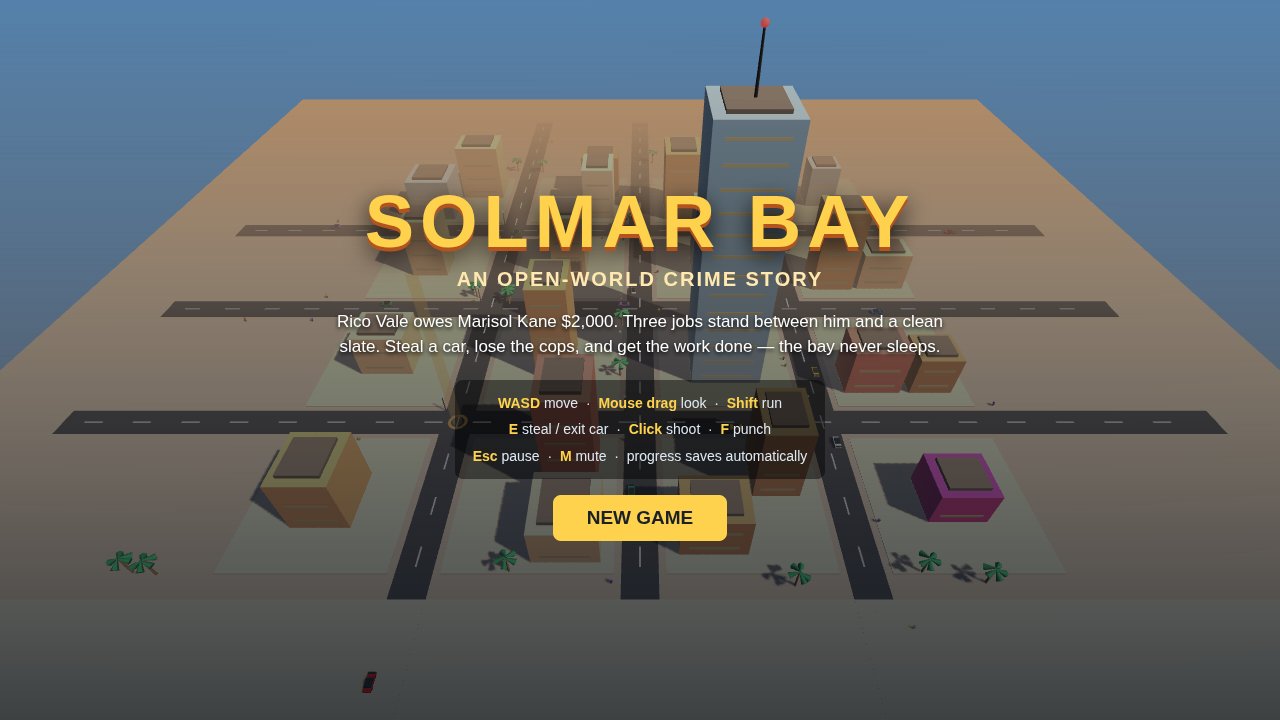 SOLMAR BAY
AN OPEN-WORLD CRIME STORY
Rico Vale owes Marisol Kane $2,000. Three jobs stand between him and a clean
slate. Steal a car, lose the cops, and get the work done — the bay never sleeps.
WASD move · Mouse drag look · Shift run
E steal / exit car · Click shoot · F punch
Esc pause · M mute · progress saves automatically
NEW GAME